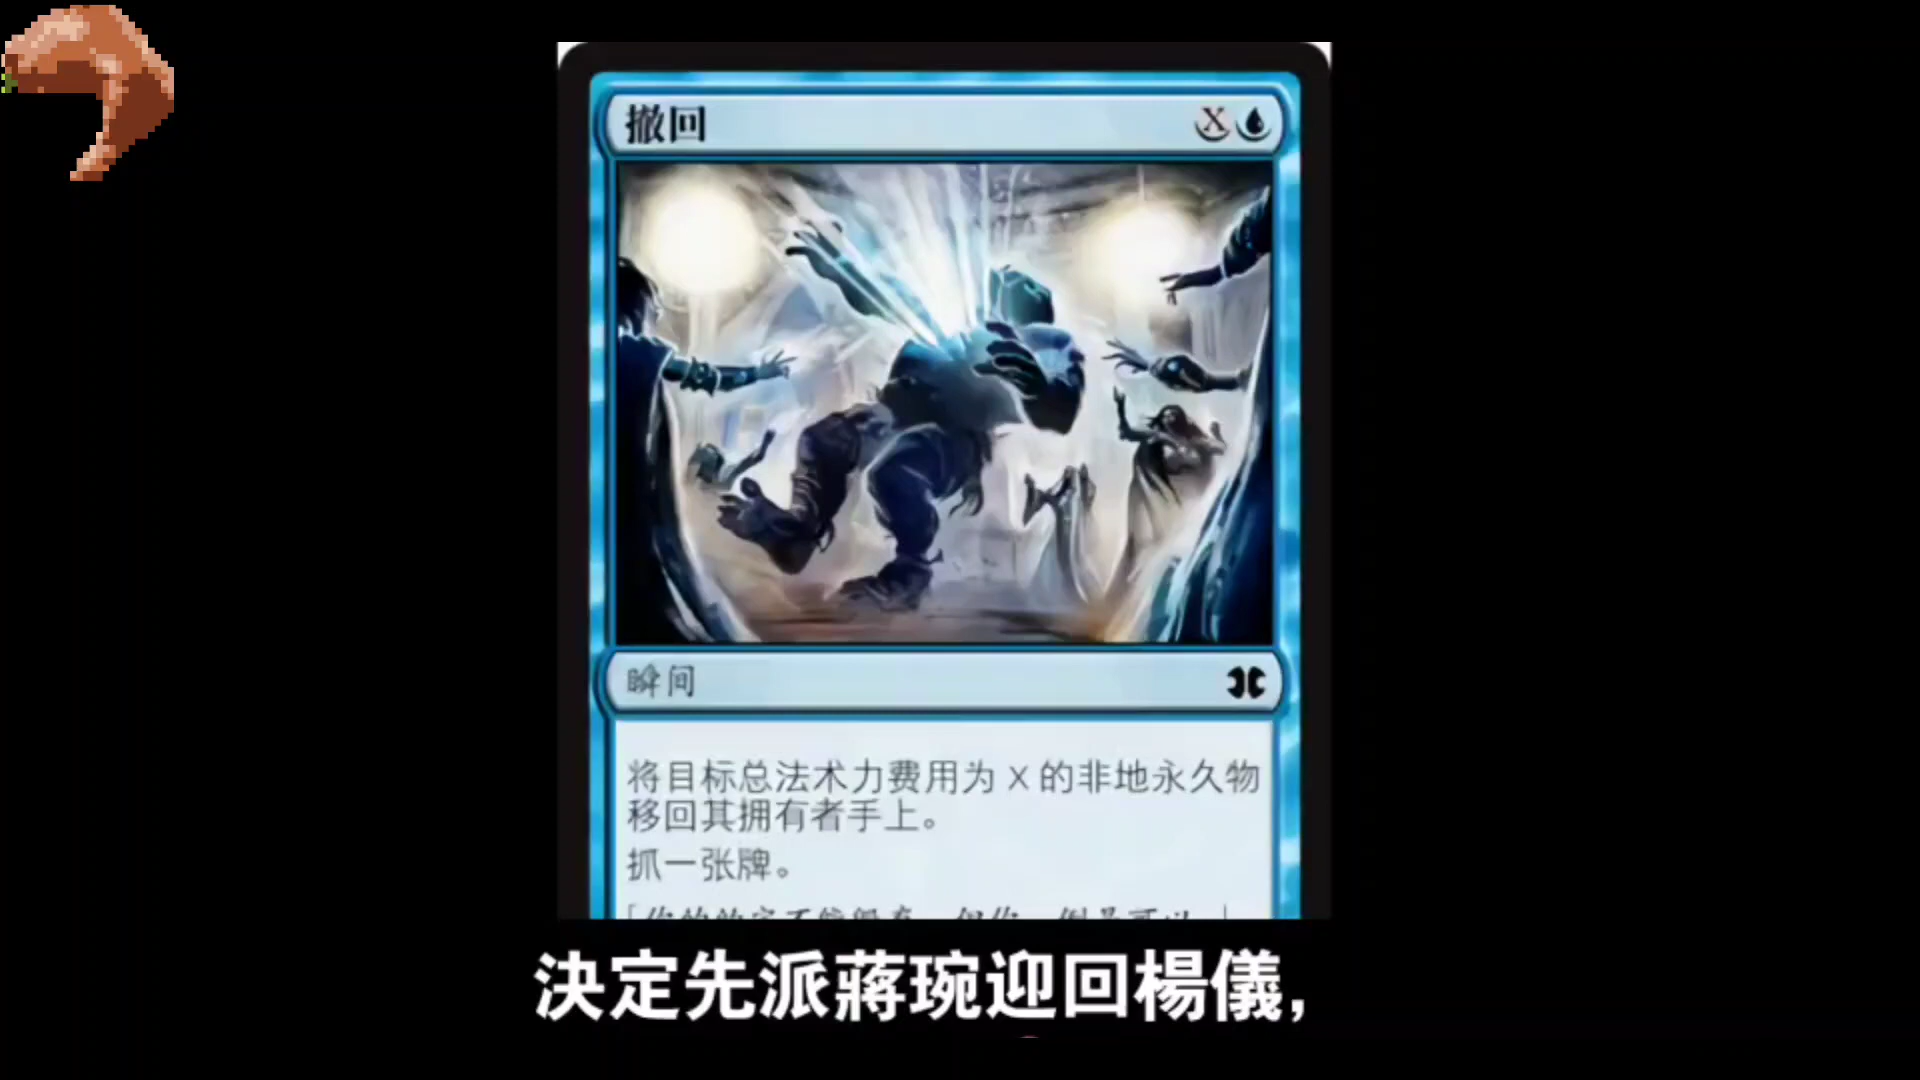 撤回 X
瞬间
将目标总法术力费用为 X 的非地永久物
移回其拥有者手上。
抓一张牌。
決定先派蔣琬迎回楊儀，